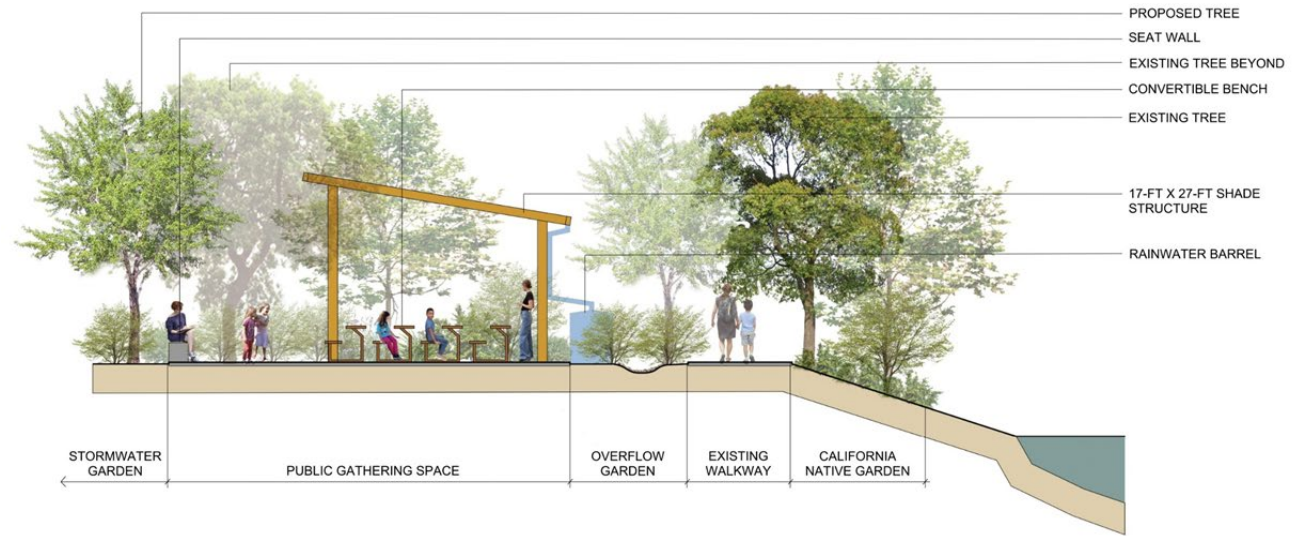 PROPOSED TREE
SEAT WALL
EXISTING TREE BEYOND
CONVERTIBLE BENCH
EXISTING TREE
17-FT X 27-FT SHADE
STRUCTURE
RAINWATER BARREL
STORMWATER
GARDEN
PUBLIC GATHERING SPACE
OVERFLOW
GARDEN
EXISTING
WALKWAY
CALIFORNIA
NATIVE GARDEN